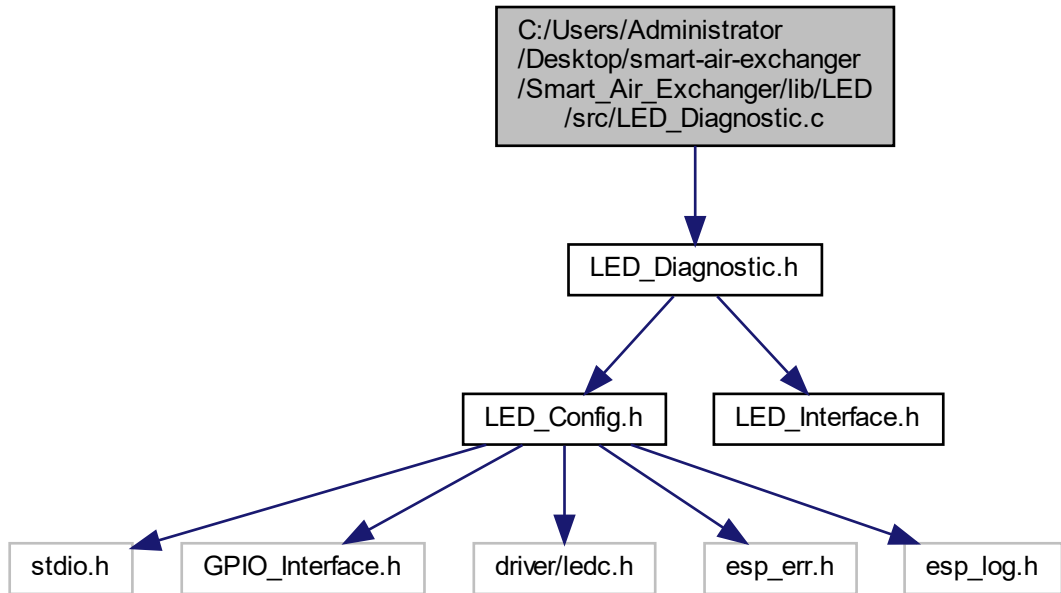 C:/Users/Administrator
/Desktop/smart-air-exchanger
/Smart_Air_Exchanger/lib/LED
/src/LED_Diagnostic.c
LED_Diagnostic.h
LED_Config.h
LED_Interface.h
stdio.h
GPIO_Interface.h
driver/ledc.h
esp_err.h
esp_log.h